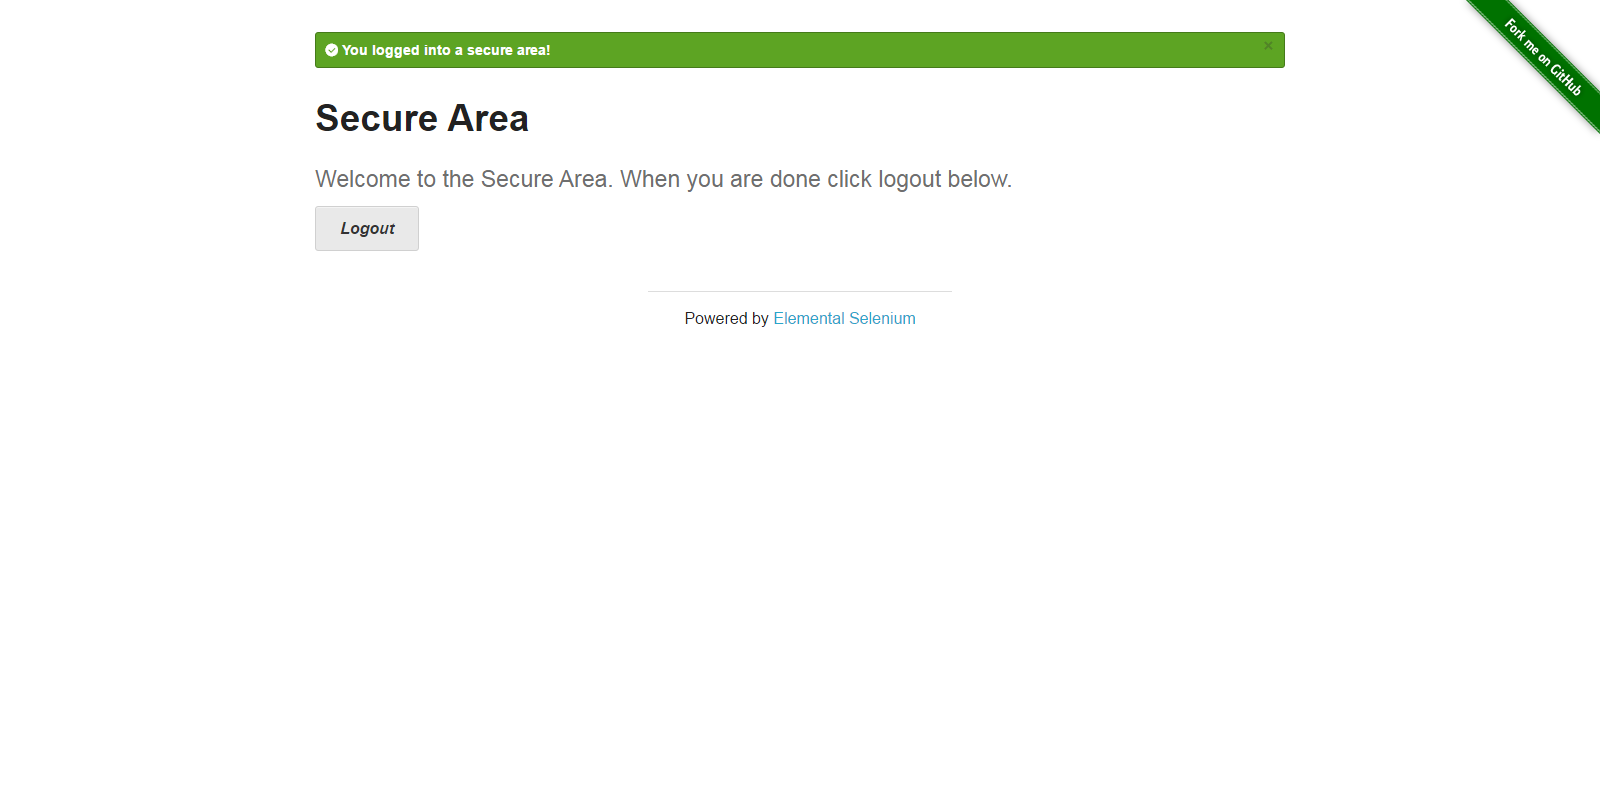 You logged into a secure area!
×
Fork me on GitHub
Secure Area
Welcome to the Secure Area. When you are done click logout below.
Logout
Powered by Elemental Selenium